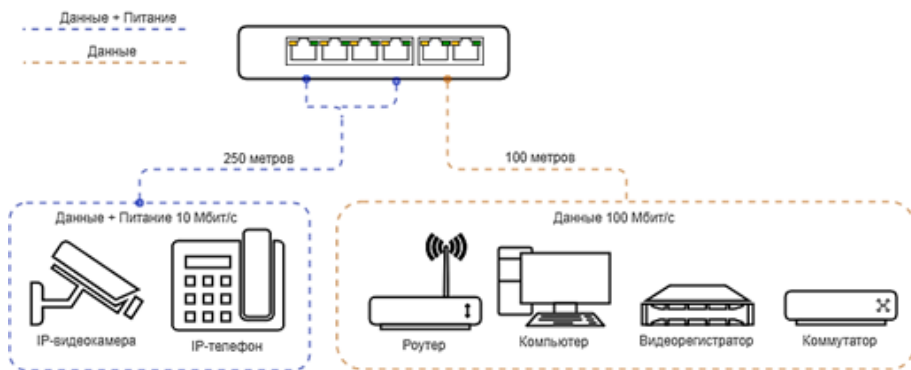 Данные + Питание
Данные
250 метров
100 метров
Данные + Питание 10 Мбит/с
Данные 100 Мбит/с
IP-видеокамера
IP-телефон
Роутер
Компьютер
Видеорегистратор
Коммутатор